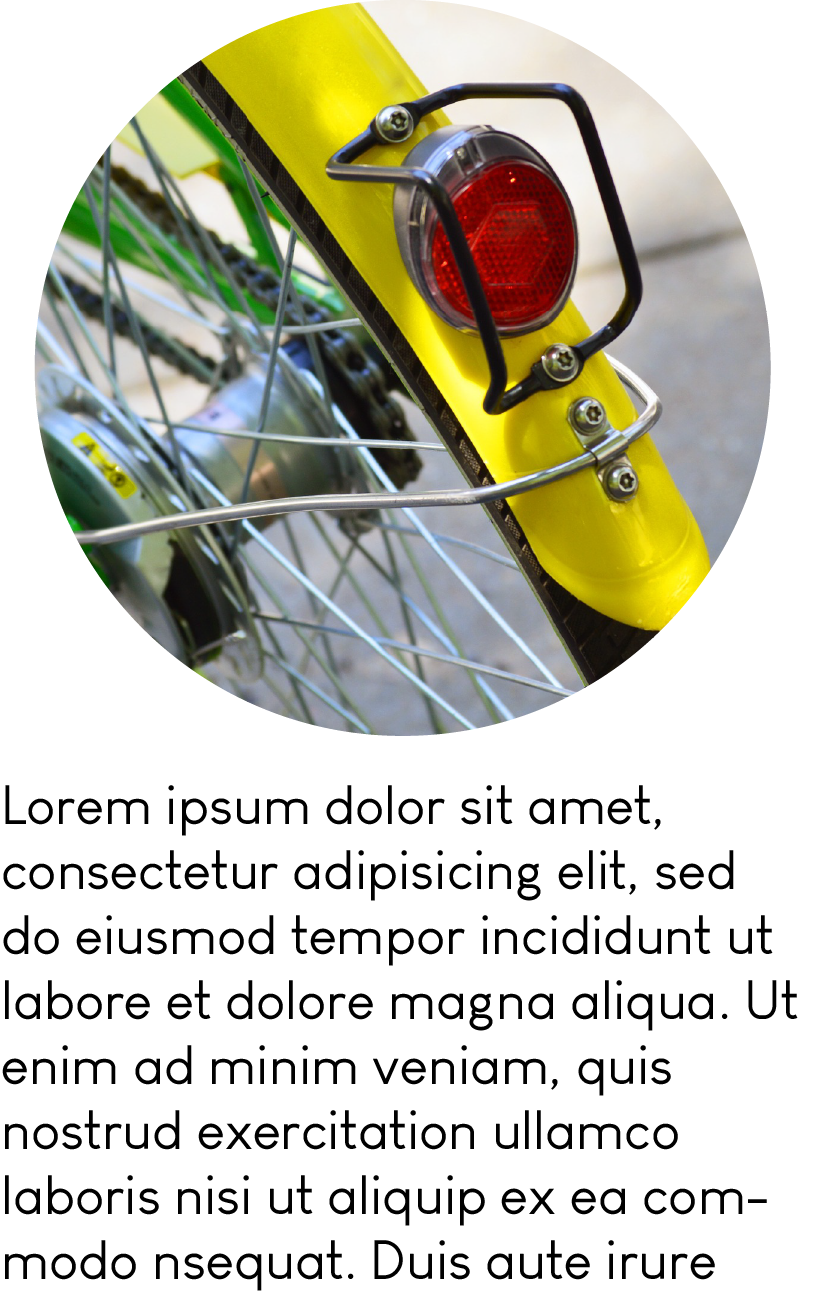 Lorem ipsum dolor sit amet,
consectetur adipisicing elit, sed
do eiusmod tempor incididunt ut
labore et dolore magna aliqua. Ut
enim ad minim veniam, quis
nostrud exercitation ullamco
laboris nisi ut aliquip ex ea com-
modo nsequat. Duis aute irure